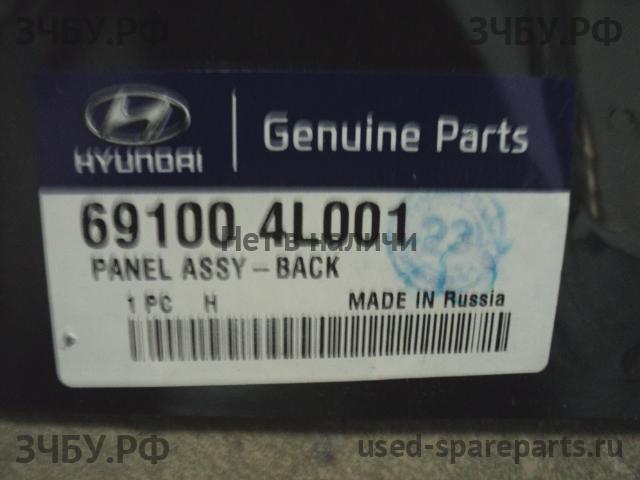 ЗЧБУ.РФ
ЗЧБУ.РФ
HYUNDAI
Genuine Parts
69100 4L001
Нет в наличии
PANEL ASSY-BACK
1 PC H
MADE IN Russia
ЗЧБУ.РФ
used-spareparts.ru